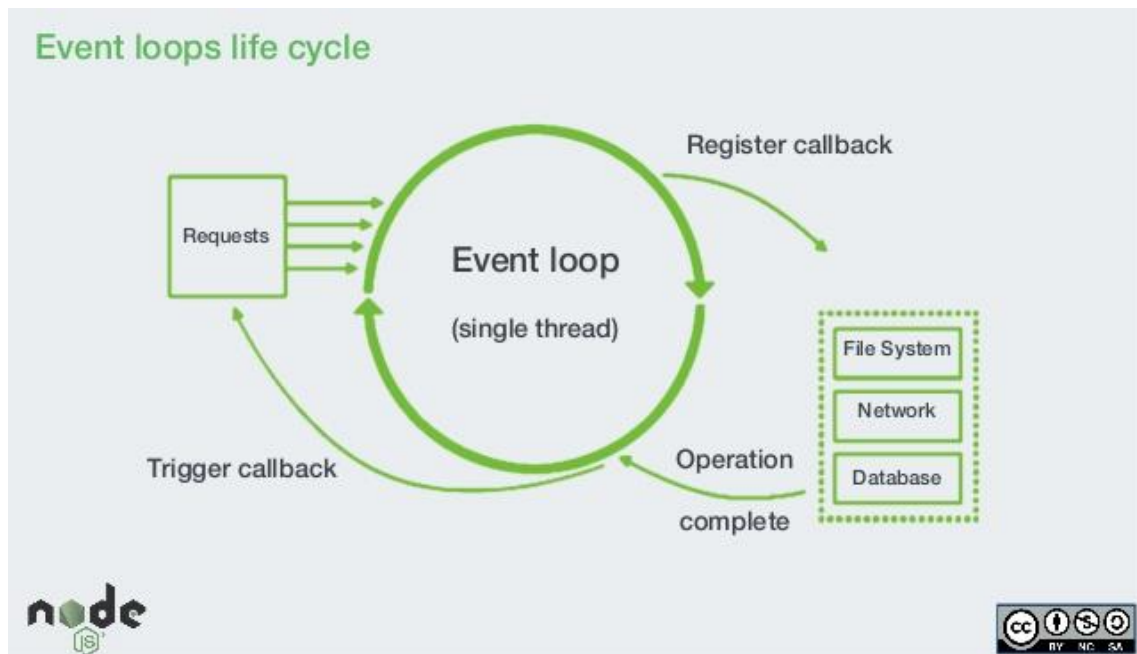 Event loops life cycle
Register callback
Requests
Event loop
(single thread)
File System
Network
Database
Operation
complete
Trigger callback
node
JS
cc
BY NC SA